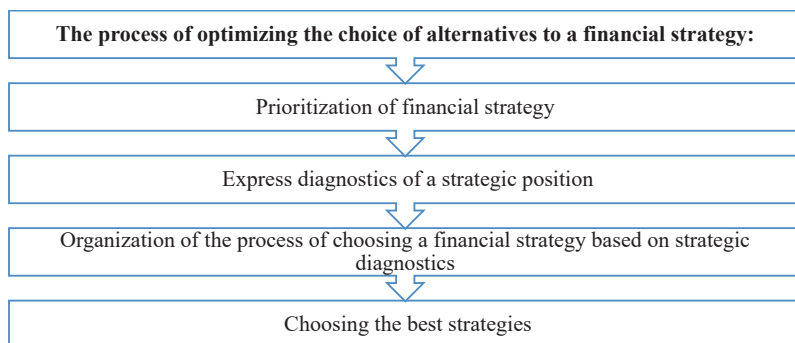 The process of optimizing the choice of alternatives to a financial strategy:
Prioritization of financial strategy
Express diagnostics of a strategic position
Organization of the process of choosing a financial strategy based on strategic
diagnostics
Choosing the best strategies